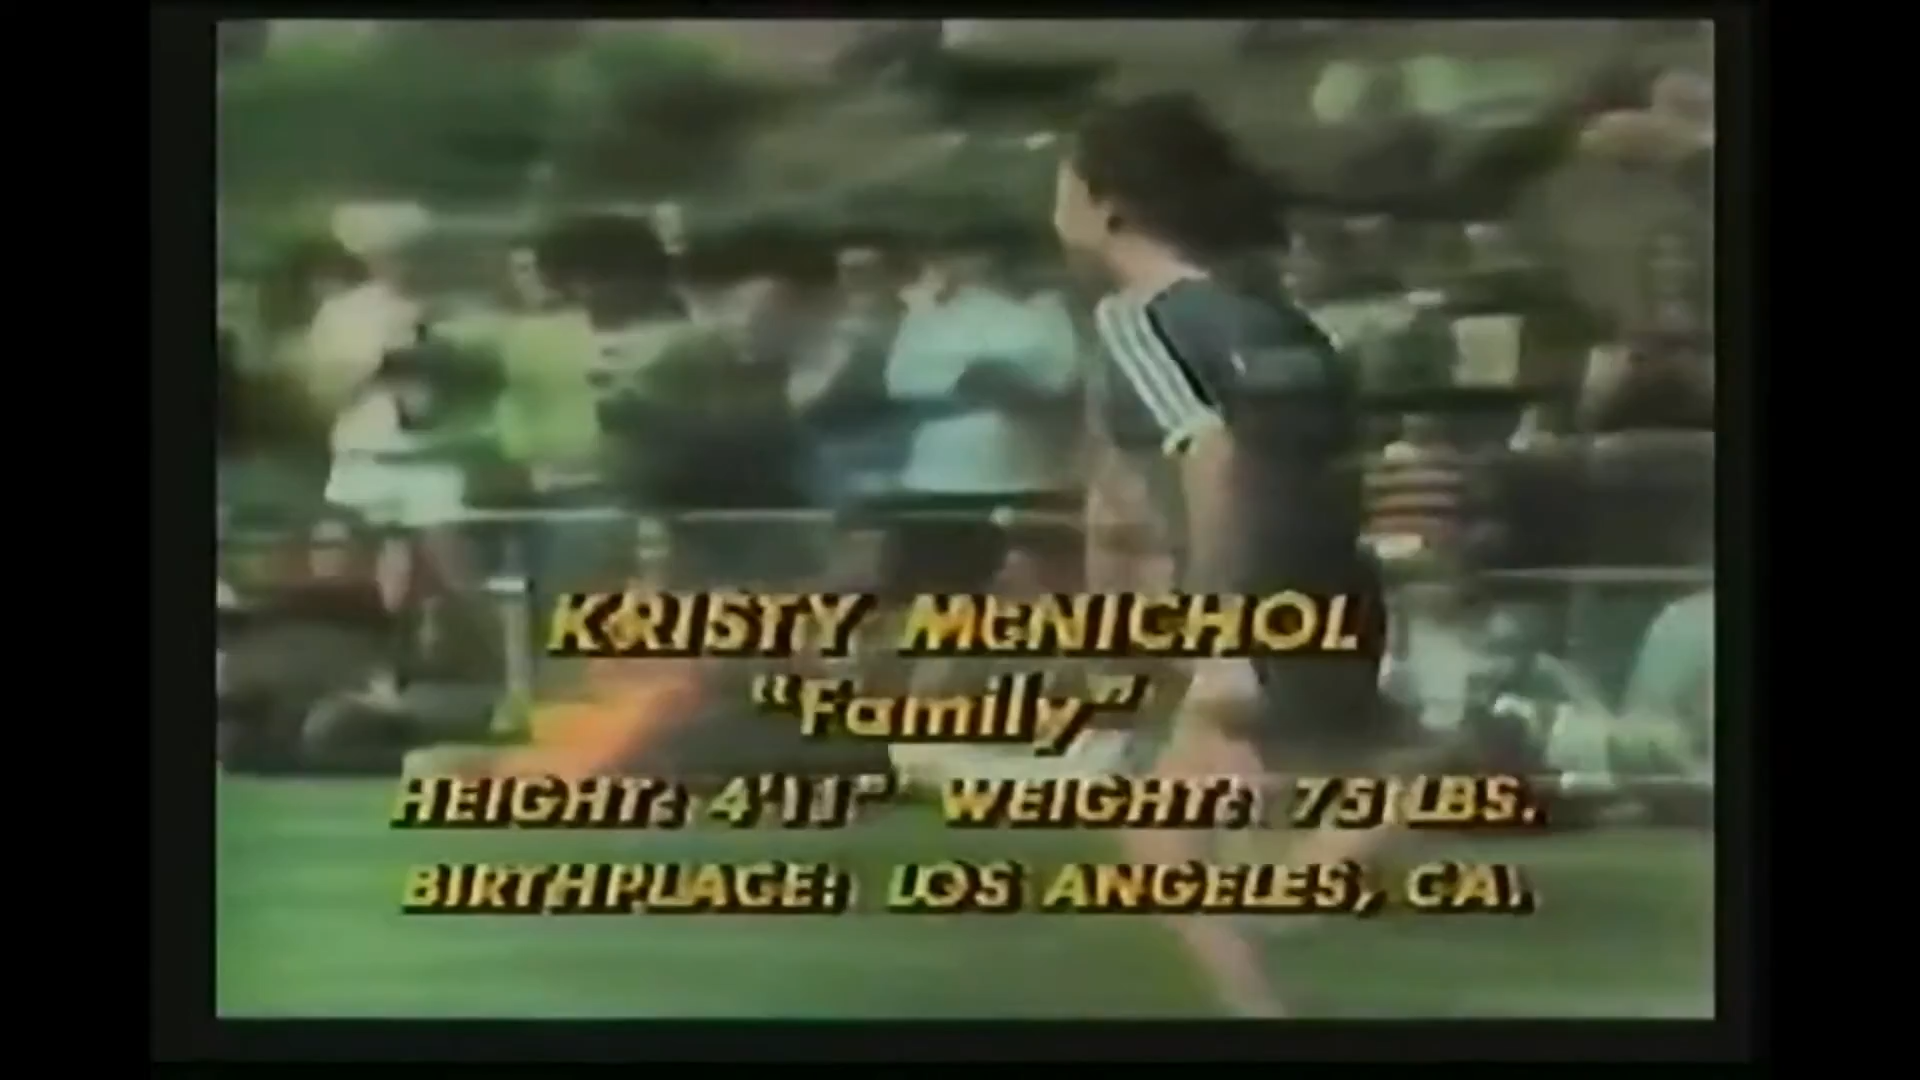 KRISTY McNICHOL
"Family"
HEIGHT: 4'11" WEIGHT: 75 LBS.
BIRTHPLACE: LOS ANGELES, CA.